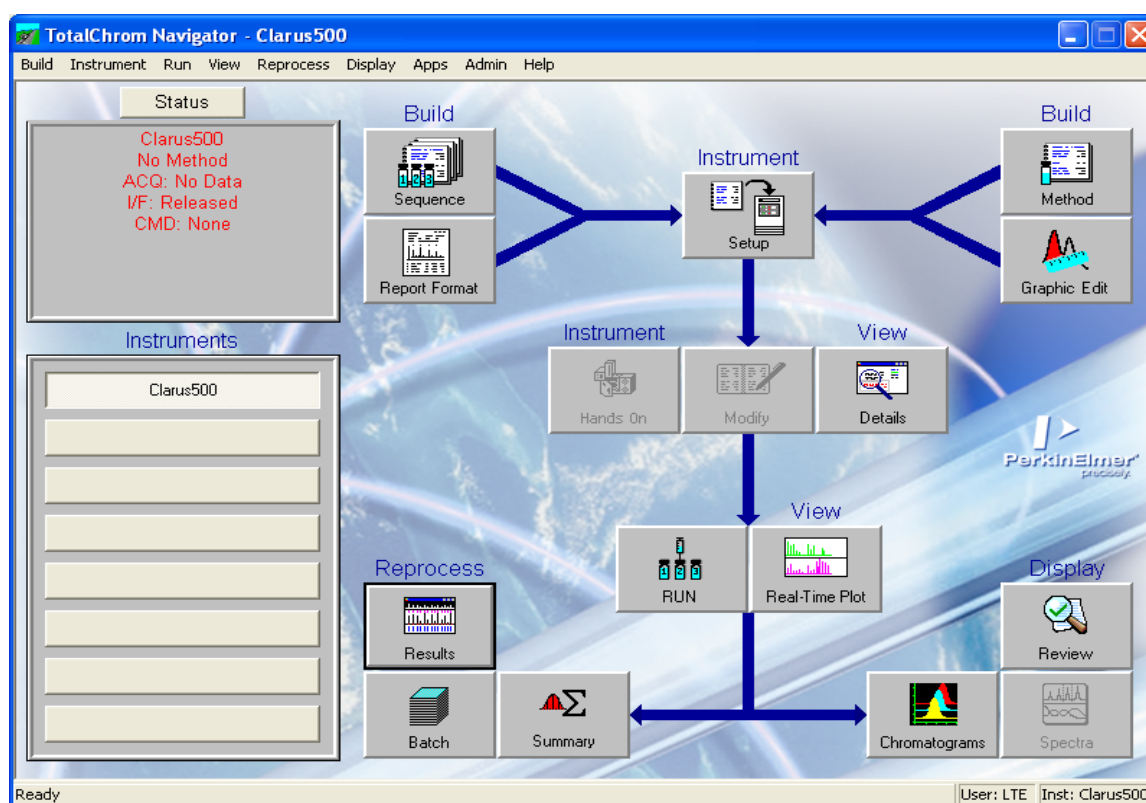 TotalChrom Navigator - Clarus500
Build Instrument Run View Reprocess Display Apps Admin Help
Status
Clarus500
No Method
ACQ: No Data
I/F: Released
CMD: None
Instruments
Clarus500
Build
Sequence
Report Format
Instrument
Setup
Build
Method
Graphic Edit
Instrument
Hands On
Modify
View
Details
PerkinElmer
precisely.
View
RUN
Real-Time Plot
Reprocess
Results
Batch
Summary
Display
Review
Chromatograms
Spectra
Ready
User: LTE
Inst: Clarus500